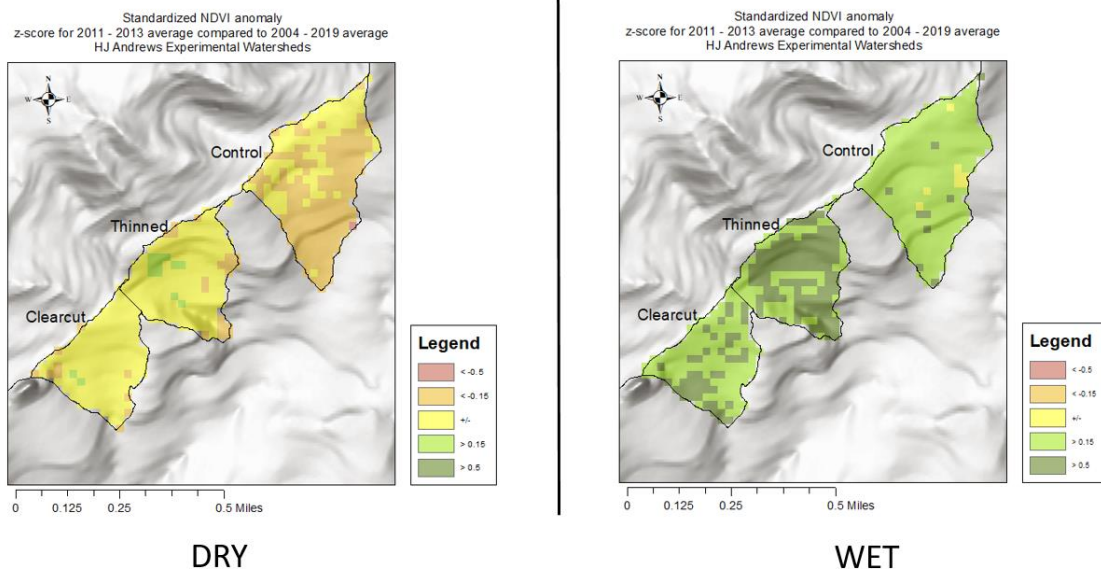 Standardized NDVI anomaly
z-score for 2011 - 2013 average compared to 2004 - 2019 average
HJ Andrews Experimental Watersheds
N
W E
S
Control
Thinned
Clearcut
Legend
< -0.5
< -0.15
+/-
> 0.15
> 0.5
0 0.125 0.25 0.5 Miles
DRY
Standardized NDVI anomaly
z-score for 2011 - 2013 average compared to 2004 - 2019 average
HJ Andrews Experimental Watersheds
N
W E
S
Control
Thinned
Clearcut
Legend
< -0.5
< -0.15
+/-
> 0.15
> 0.5
0 0.125 0.25 0.5 Miles
WET